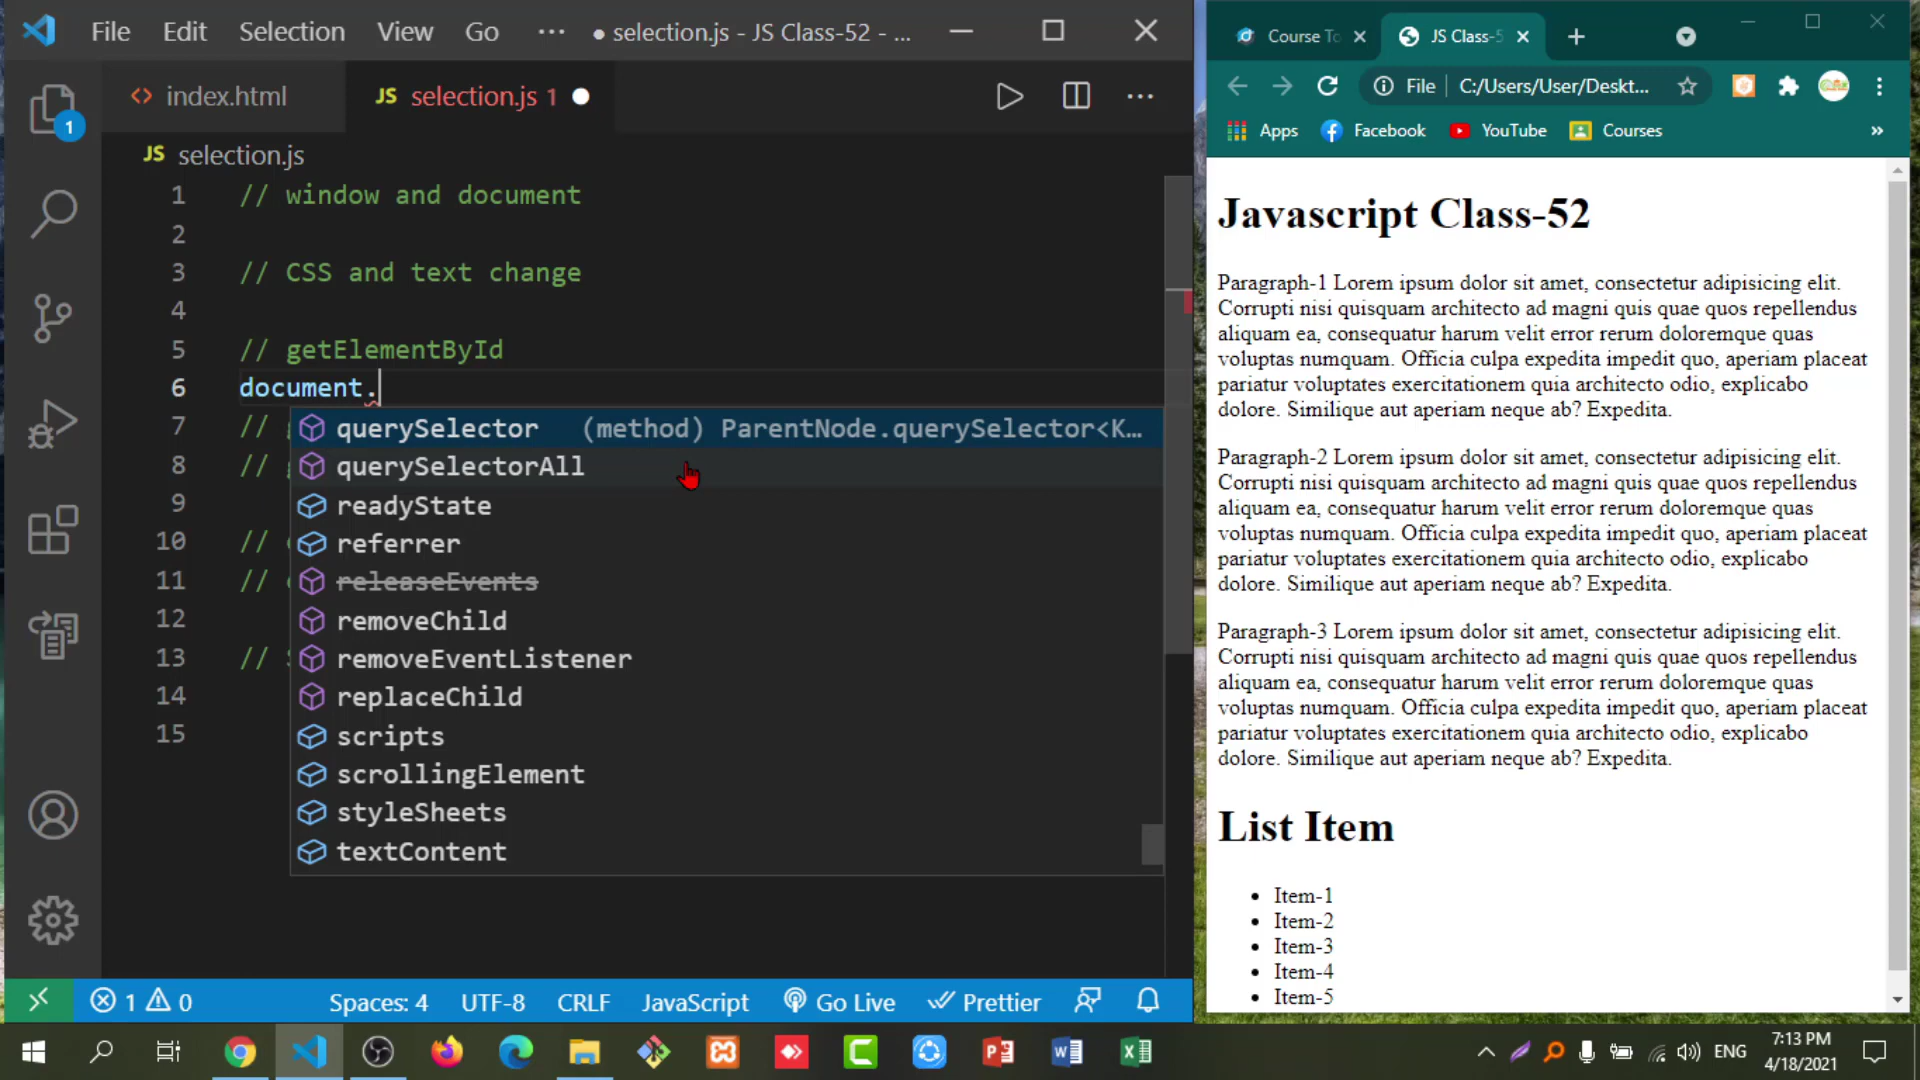 File Edit Selection View Go ··· ● selection.js - JS Class-52 - ...
<> index.html JS selection.js 1 ●
JS selection.js
1
1 // window and document
2
3 // CSS and text change
4
5 // getElementById
6 document.
7 // g
8 // g
9
10 //
11 //
12
13 //
14
15
querySelector (method) ParentNode.querySelector<K…
querySelectorAll
readyState
referrer
releaseEvents
removeChild
removeEventListener
replaceChild
scripts
scrollingElement
styleSheets
textContent
1 0 Spaces: 4 UTF-8 CRLF JavaScript Go Live Prettier
Course To JS Class-5
File C:/Users/User/Deskt...
Apps Facebook YouTube Courses »
Javascript Class-52
Paragraph-1 Lorem ipsum dolor sit amet, consectetur adipisicing elit.
Corrupti nisi quisquam architecto ad magni quis quae quos repellendus
aliquam ea, consequatur harum velit error rerum doloremque quas
voluptas numquam. Officia culpa expedita impedit quo, aperiam placeat
pariatur voluptates exercitationem quia architecto odio, explicabo
dolore. Similique aut aperiam neque ab? Expedita.
Paragraph-2 Lorem ipsum dolor sit amet, consectetur adipisicing elit.
Corrupti nisi quisquam architecto ad magni quis quae quos repellendus
aliquam ea, consequatur harum velit error rerum doloremque quas
voluptas numquam. Officia culpa expedita impedit quo, aperiam placeat
pariatur voluptates exercitationem quia architecto odio, explicabo
dolore. Similique aut aperiam neque ab? Expedita.
Paragraph-3 Lorem ipsum dolor sit amet, consectetur adipisicing elit.
Corrupti nisi quisquam architecto ad magni quis quae quos repellendus
aliquam ea, consequatur harum velit error rerum doloremque quas
voluptas numquam. Officia culpa expedita impedit quo, aperiam placeat
pariatur voluptates exercitationem quia architecto odio, explicabo
dolore. Similique aut aperiam neque ab? Expedita.
List Item
• Item-1
• Item-2
• Item-3
• Item-4
• Item-5
ENG 7:13 PM
4/18/2021